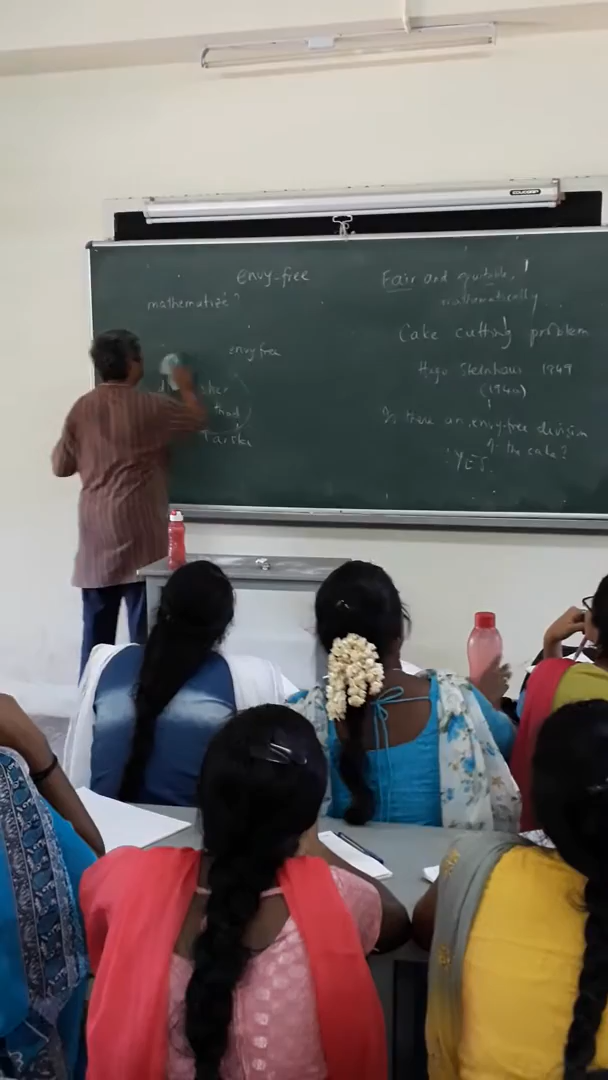 envy-free
mathematize?
envy free
Tarski
Fair and equitable,
mathematically
Cake cutting problem
Hugo Steinhaus 1949
(1940)
Is there an envy-free division
of the cake?
YES.